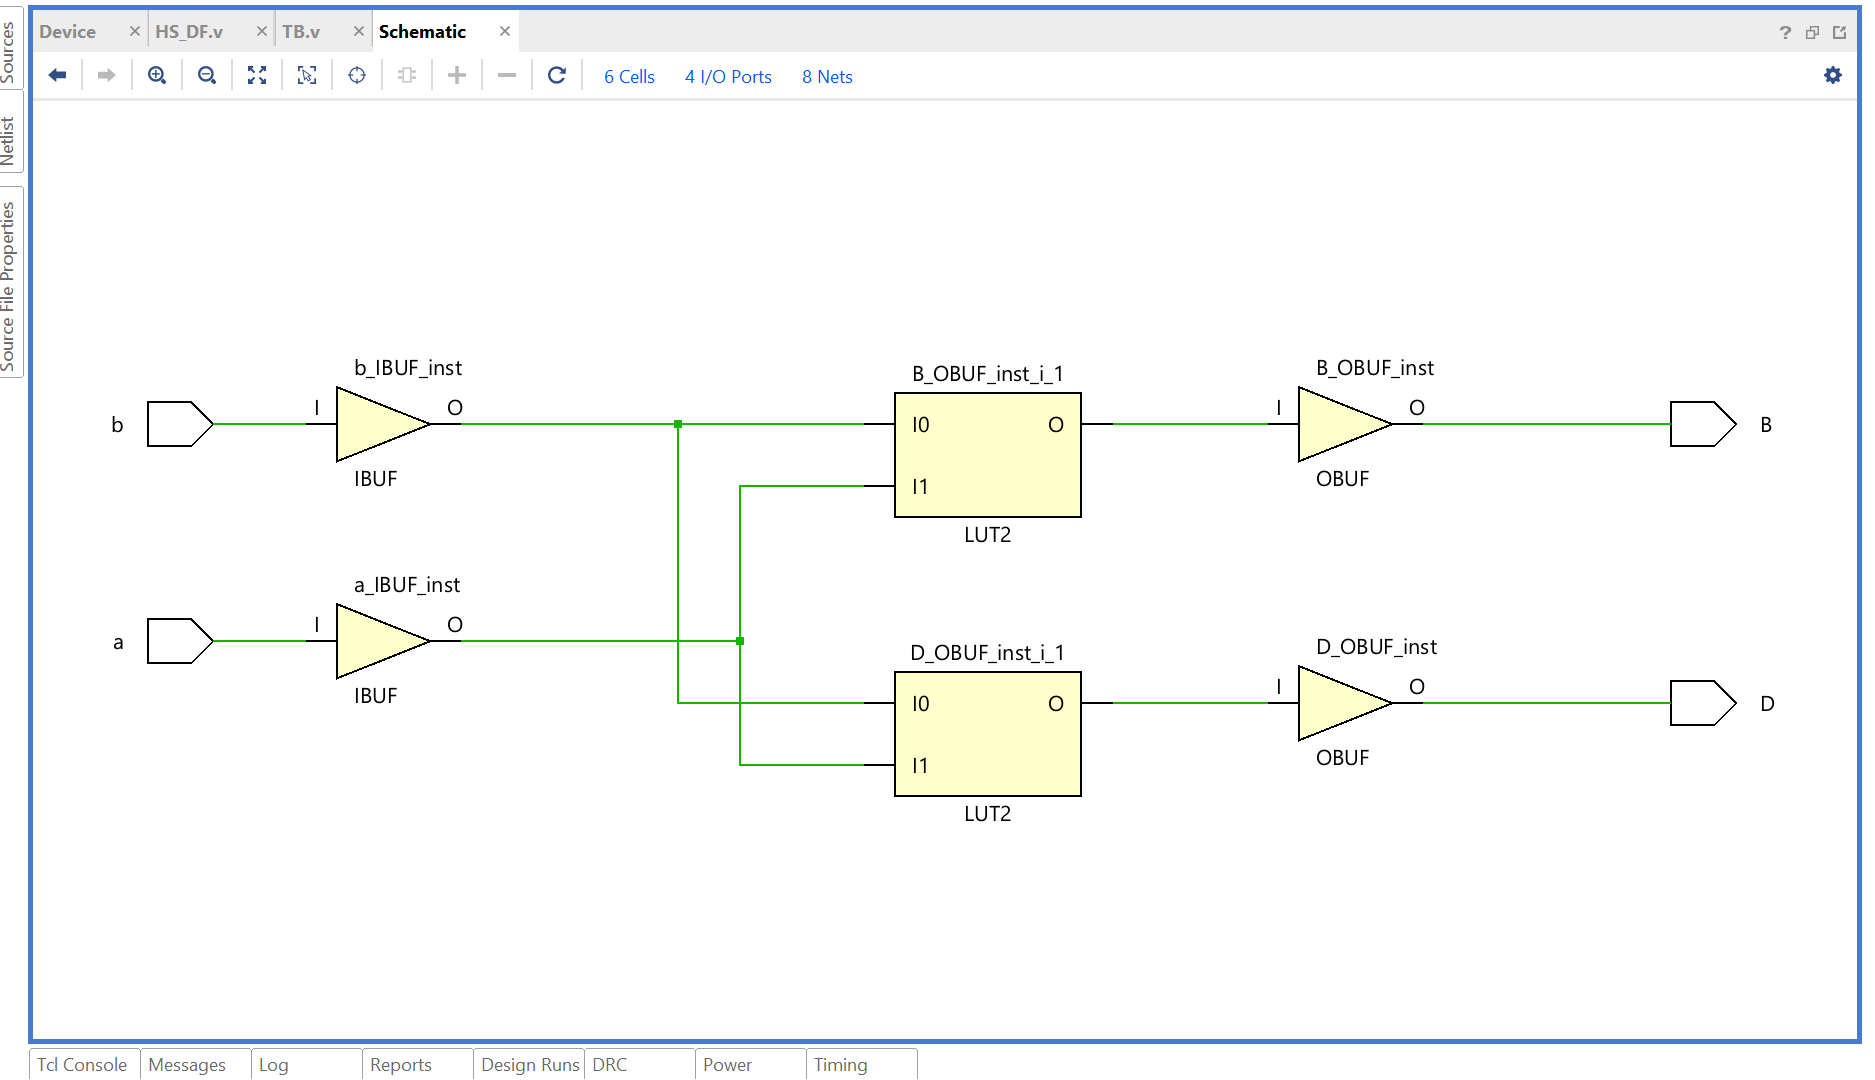 Device
HS_DF.v
TB.v
Schematic
?
6 Cells
4 I/O Ports
8 Nets
Sources
Netlist
Source File Properties
b
b_IBUF_inst
I
O
IBUF
B_OBUF_inst_i_1
I0
O
I1
LUT2
B_OBUF_inst
I
O
OBUF
B
a
a_IBUF_inst
I
O
IBUF
D_OBUF_inst_i_1
I0
O
I1
LUT2
D_OBUF_inst
I
O
OBUF
D
Tcl Console
Messages
Log
Reports
Design Runs
DRC
Power
Timing